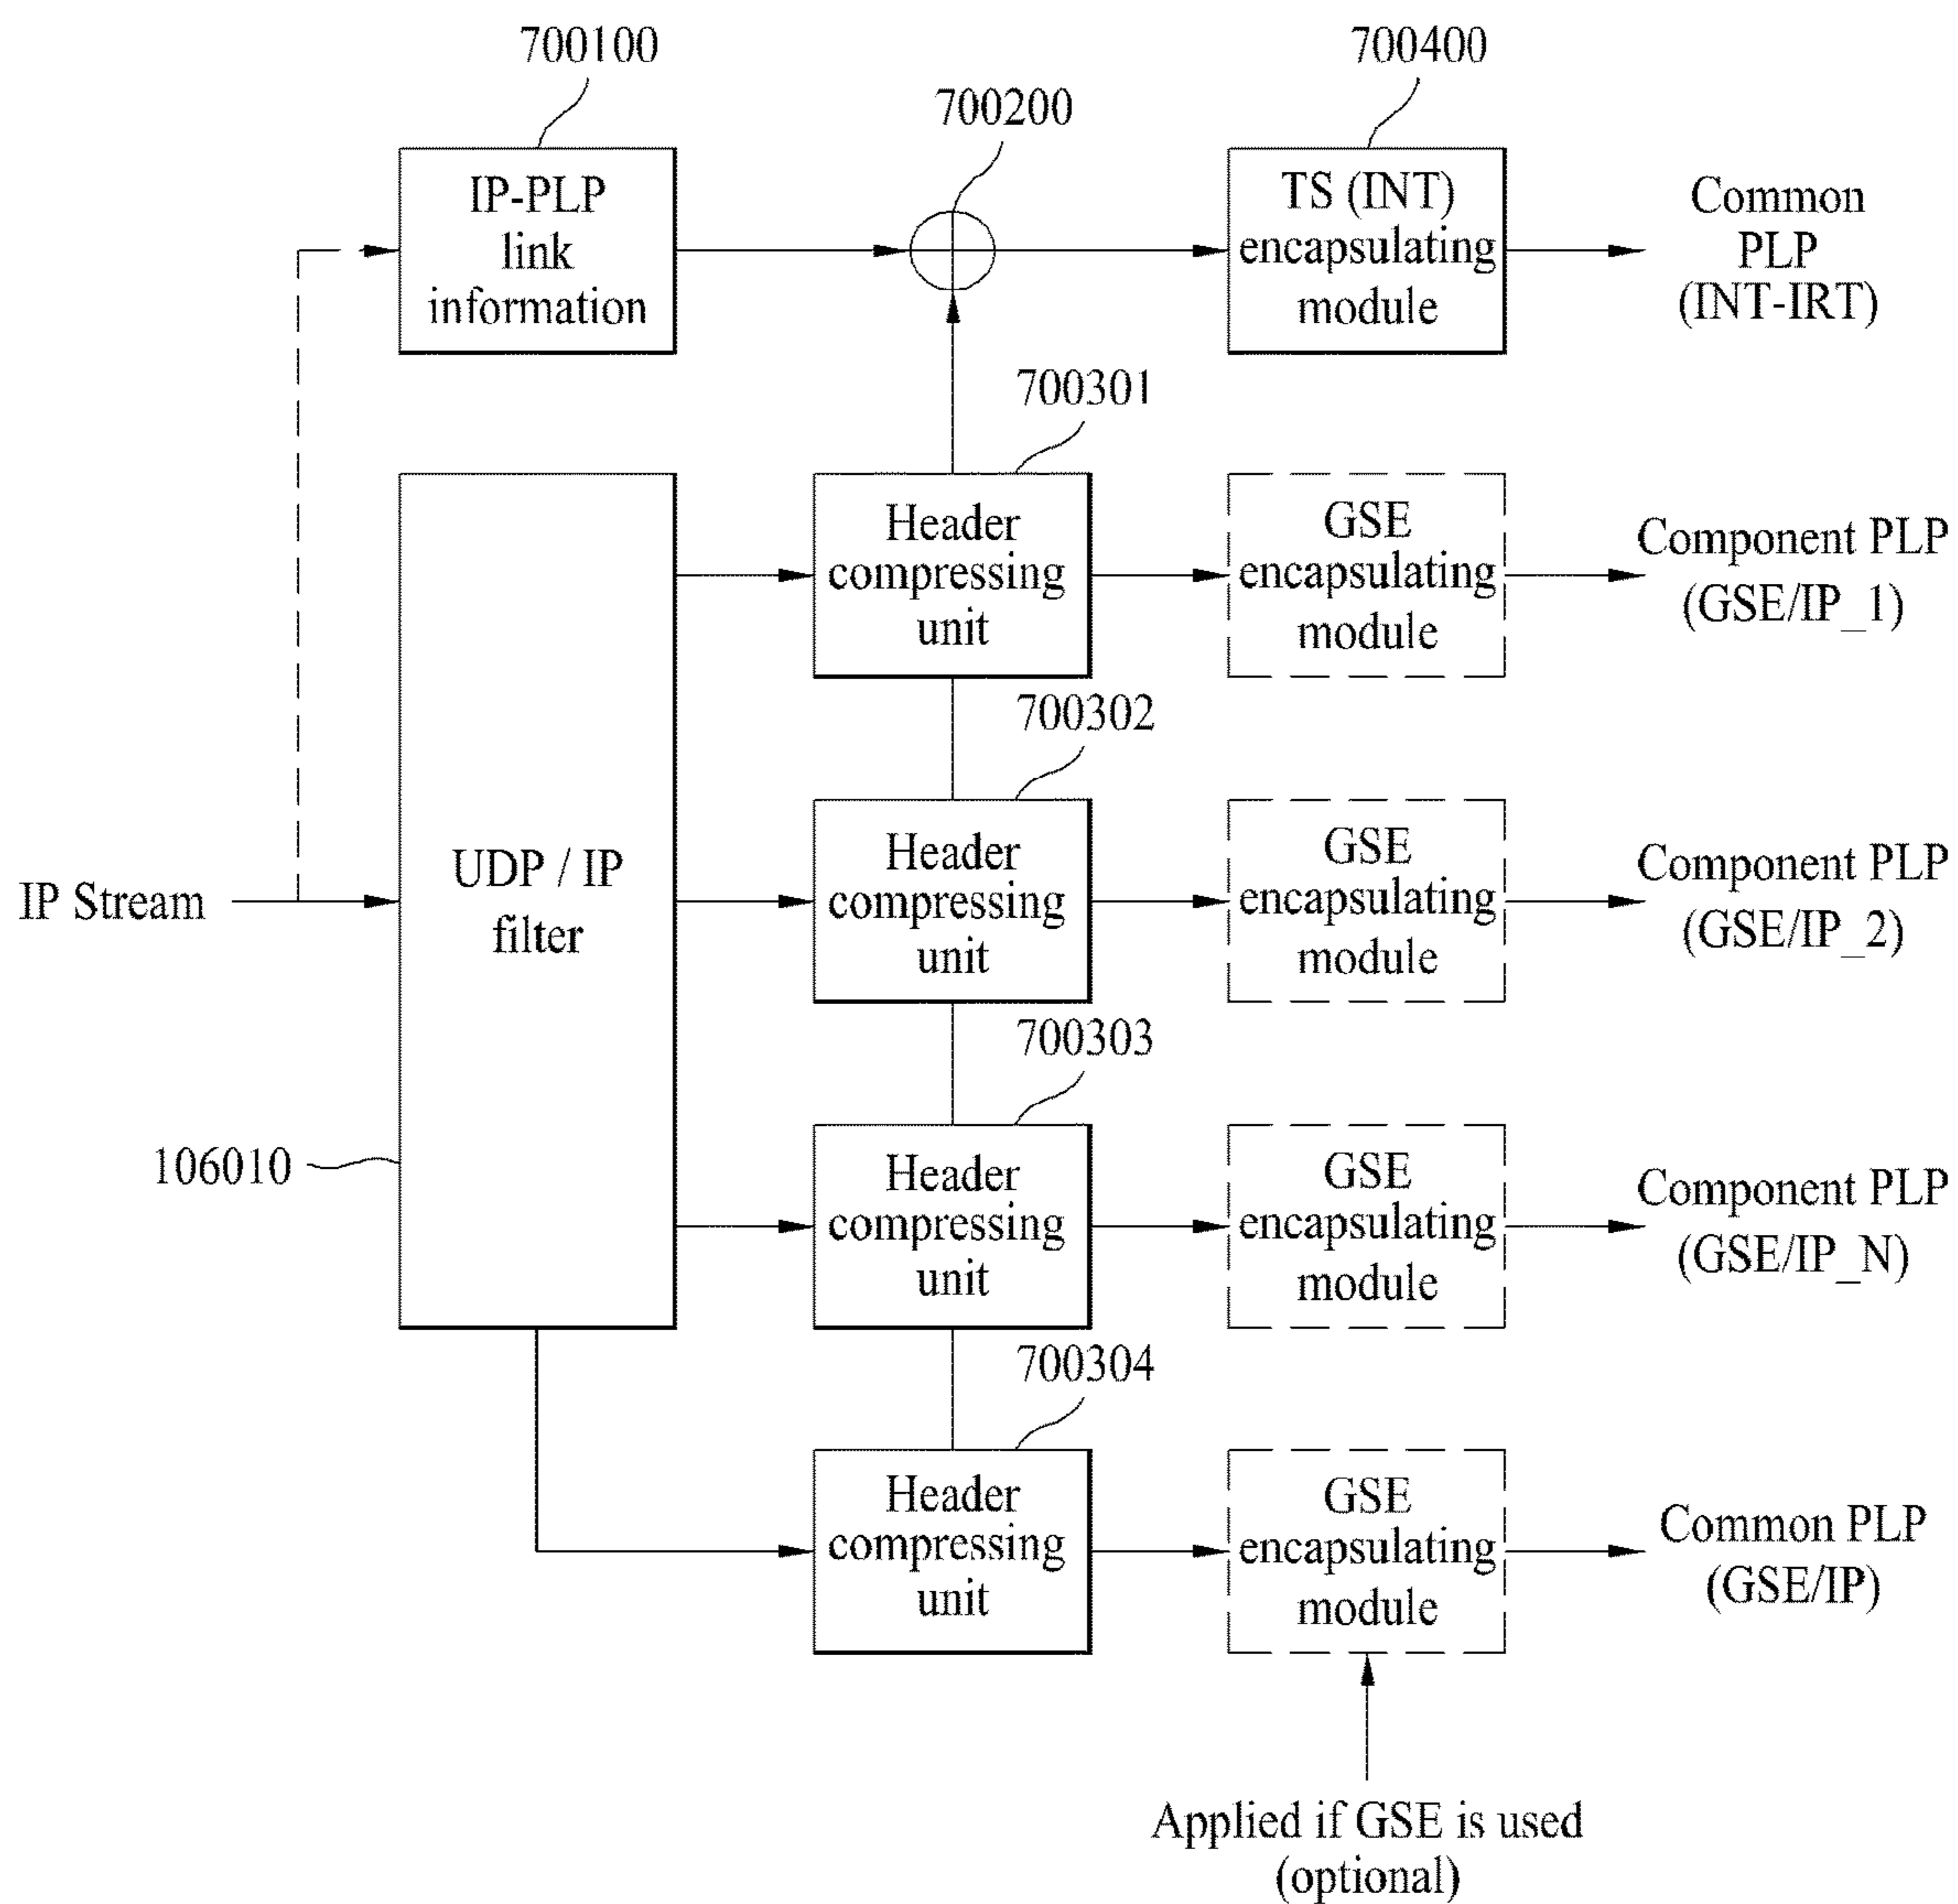 700100
700400
700200
IP-PLP
link
information
TS (INT)
encapsulating
module
Common
PLP
(INT-IRT)
700301
Header
compressing
unit
GSE
encapsulating
module
Component PLP
(GSE/IP_1)
700302
IP Stream
UDP / IP
filter
Header
compressing
unit
GSE
encapsulating
module
Component PLP
(GSE/IP_2)
700303
106010
Header
compressing
unit
GSE
encapsulating
module
Component PLP
(GSE/IP_N)
700304
Header
compressing
unit
GSE
encapsulating
module
Common PLP
(GSE/IP)
Applied if GSE is used
(optional)